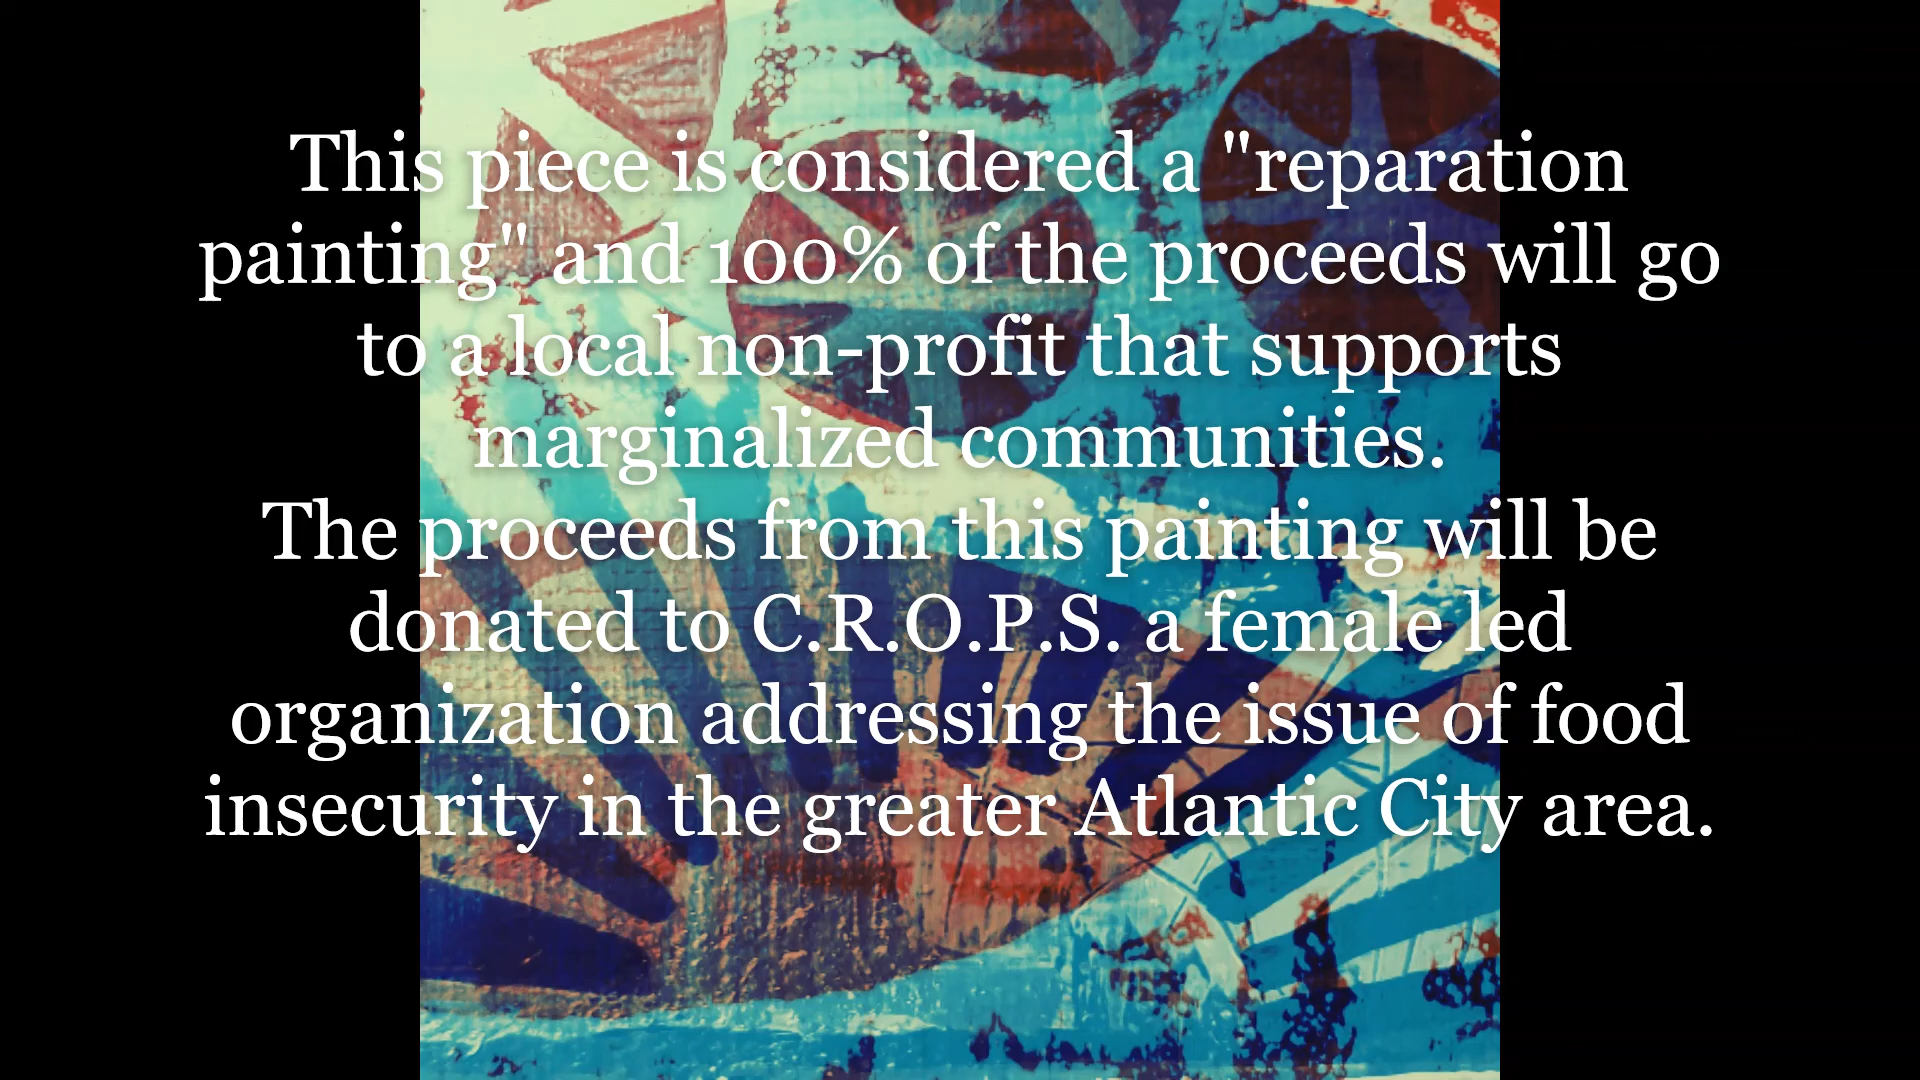 This piece is considered a "reparation
painting" and 100% of the proceeds will go
to a local non-profit that supports
marginalized communities.
The proceeds from this painting will be
donated to C.R.O.P.S. a female led
organization addressing the issue of food
insecurity in the greater Atlantic City area.